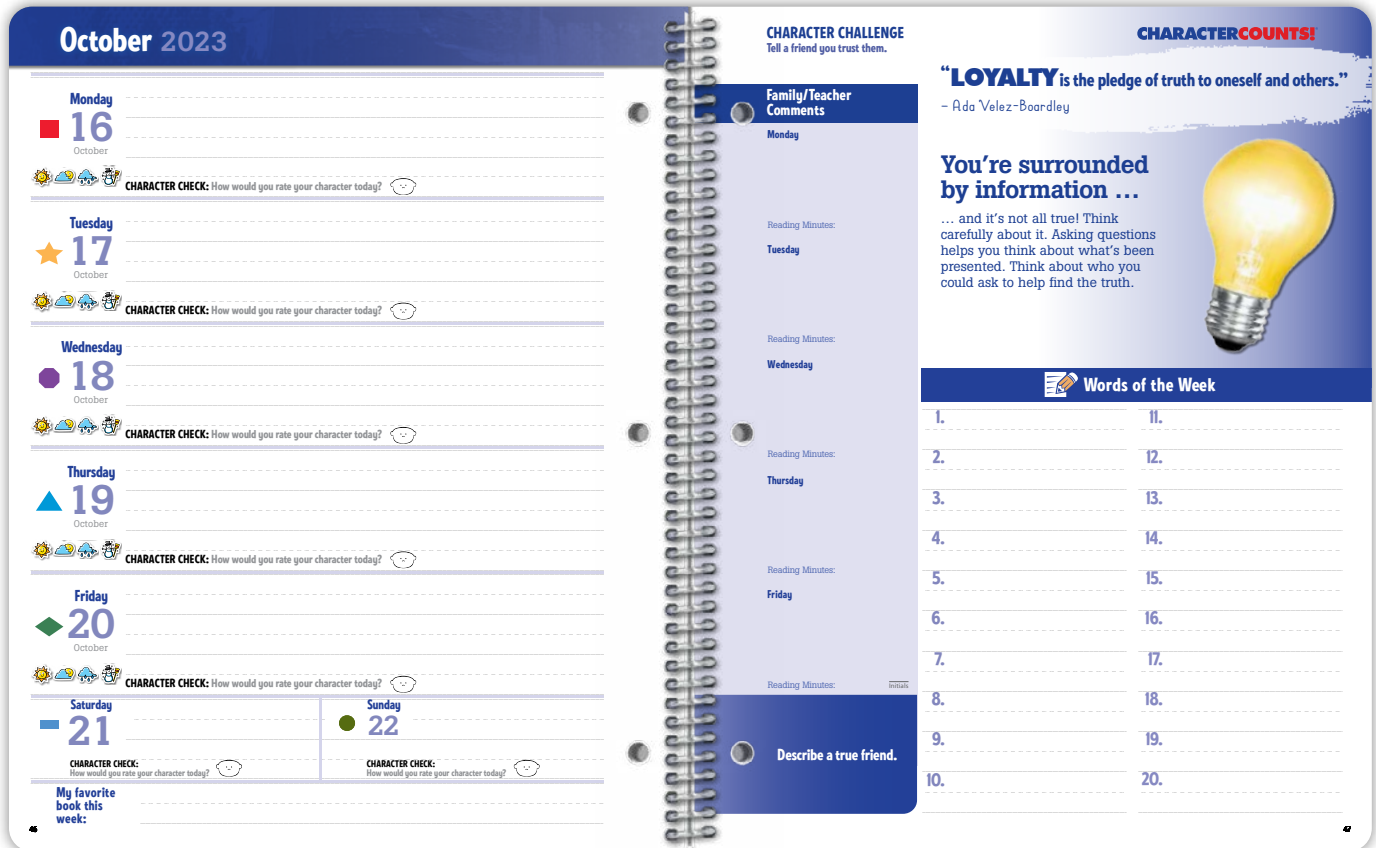 October 2023
Monday
16
October
CHARACTER CHECK: How would you rate your character today?
Tuesday
17
October
CHARACTER CHECK: How would you rate your character today?
Wednesday
18
October
CHARACTER CHECK: How would you rate your character today?
Thursday
19
October
CHARACTER CHECK: How would you rate your character today?
Friday
20
October
CHARACTER CHECK: How would you rate your character today?
Saturday
21
CHARACTER CHECK:
How would you rate your character today?
Sunday
22
CHARACTER CHECK:
How would you rate your character today?
My favorite
book this
week:
46
CHARACTER CHALLENGE
Tell a friend you trust them.
Family/Teacher
Comments
Monday
Reading Minutes:
Tuesday
Reading Minutes:
Wednesday
Reading Minutes:
Thursday
Reading Minutes:
Friday
Reading Minutes:
Initials
Describe a true friend.
CHARACTERCOUNTS!
“LOYALTY is the pledge of truth to oneself and others.”
– Ada Velez-Boardley
You’re surrounded
by information …
… and it’s not all true! Think
carefully about it. Asking questions
helps you think about what’s been
presented. Think about who you
could ask to help find the truth.
Words of the Week
1.
2.
3.
4.
5.
6.
7.
8.
9.
10.
11.
12.
13.
14.
15.
16.
17.
18.
19.
20.
47